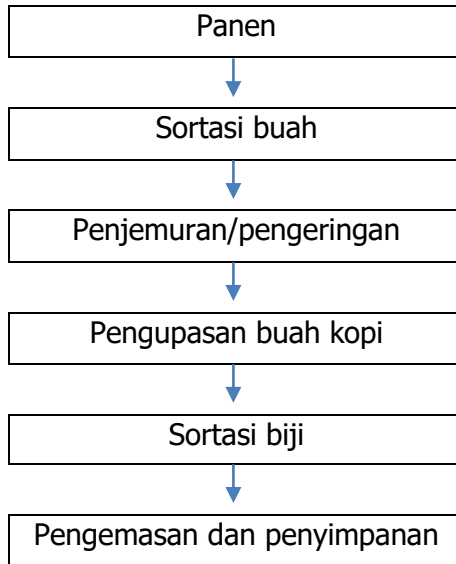 Panen
Sortasi buah
Penjemuran/pengeringan
Pengupasan buah kopi
Sortasi biji
Pengemasan dan penyimpanan